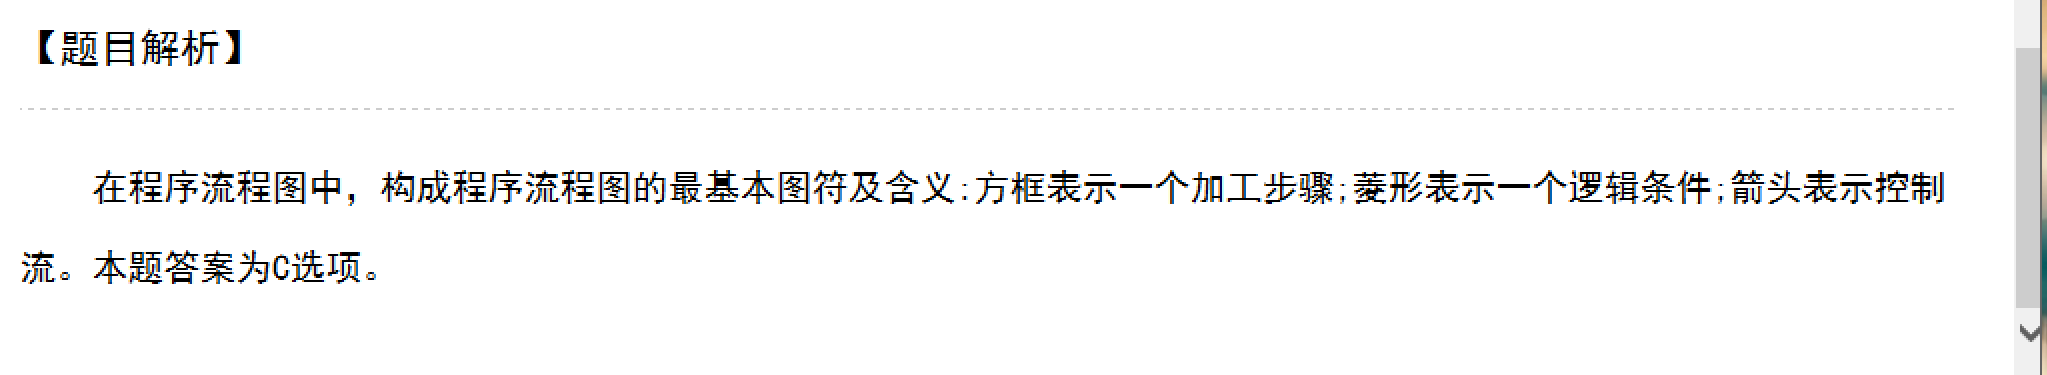 【题目解析】
在程序流程图中，构成程序流程图的最基本图符及含义:方框表示一个加工步骤;菱形表示一个逻辑条件;箭头表示控制
流。本题答案为C选项。